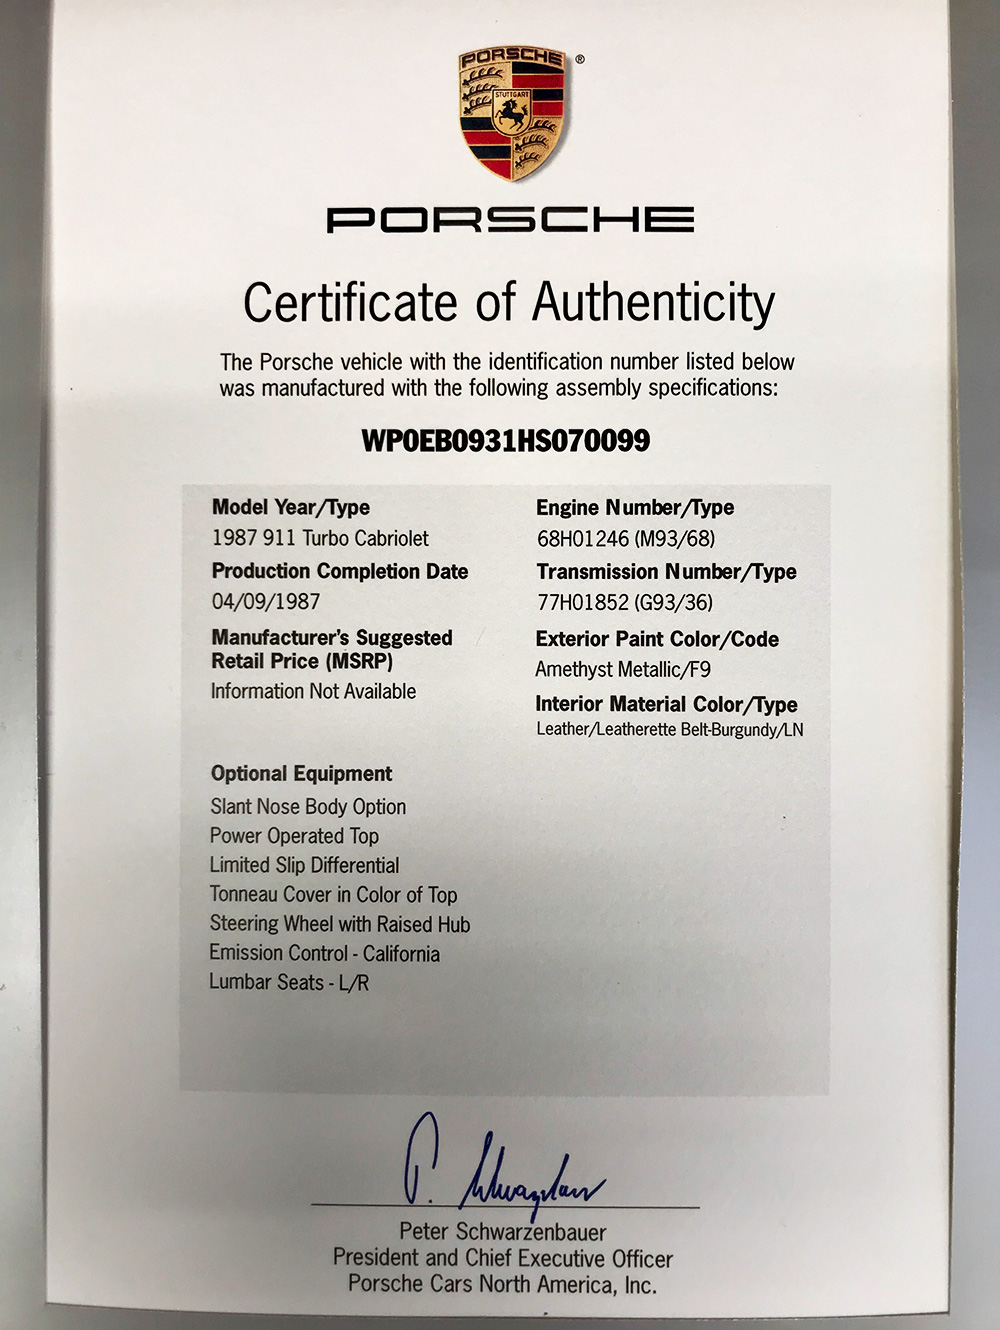 PORSCHE
®
STUTTGART
PORSCHE
Certificate of Authenticity
The Porsche vehicle with the identification number listed below
was manufactured with the following assembly specifications:
WP0EB0931HS070099
Model Year/Type
1987 911 Turbo Cabriolet
Production Completion Date
04/09/1987
Manufacturer's Suggested
Retail Price (MSRP)
Information Not Available
Engine Number/Type
68H01246 (M93/68)
Transmission Number/Type
77H01852 (G93/36)
Exterior Paint Color/Code
Amethyst Metallic/F9
Interior Material Color/Type
Leather/Leatherette Belt-Burgundy/LN
Optional Equipment
Slant Nose Body Option
Power Operated Top
Limited Slip Differential
Tonneau Cover in Color of Top
Steering Wheel with Raised Hub
Emission Control - California
Lumbar Seats - L/R
Peter Schwarzenbauer
President and Chief Executive Officer
Porsche Cars North America, Inc.